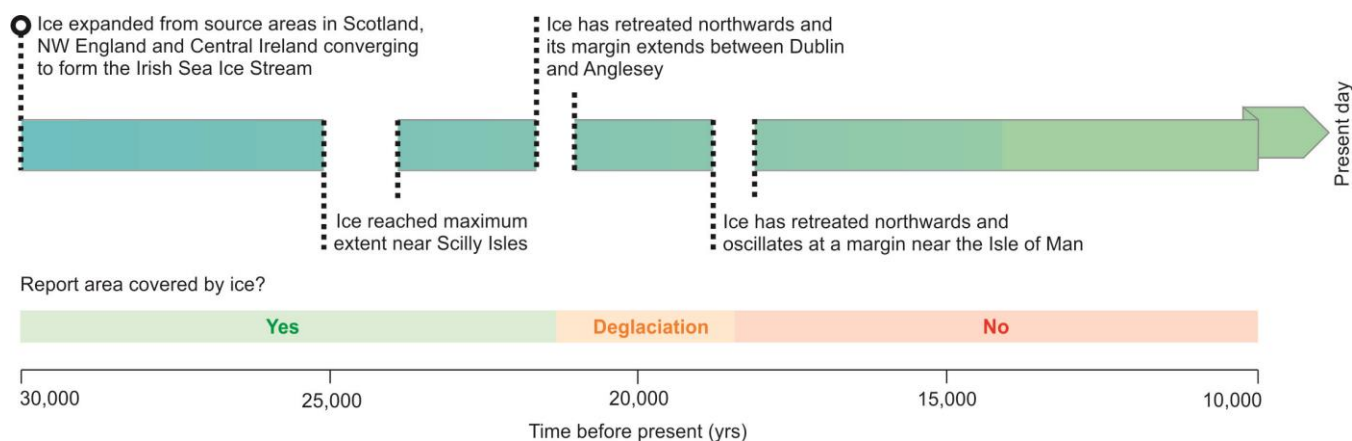 Ice expanded from source areas in Scotland,
NW England and Central Ireland converging
to form the Irish Sea Ice Stream
Ice has retreated northwards and
its margin extends between Dublin
and Anglesey
Present day
Ice reached maximum
extent near Scilly Isles
Ice has retreated northwards and
oscillates at a margin near the Isle of Man
Report area covered by ice?
Yes
Deglaciation
No
30,000
25,000
20,000
15,000
10,000
Time before present (yrs)